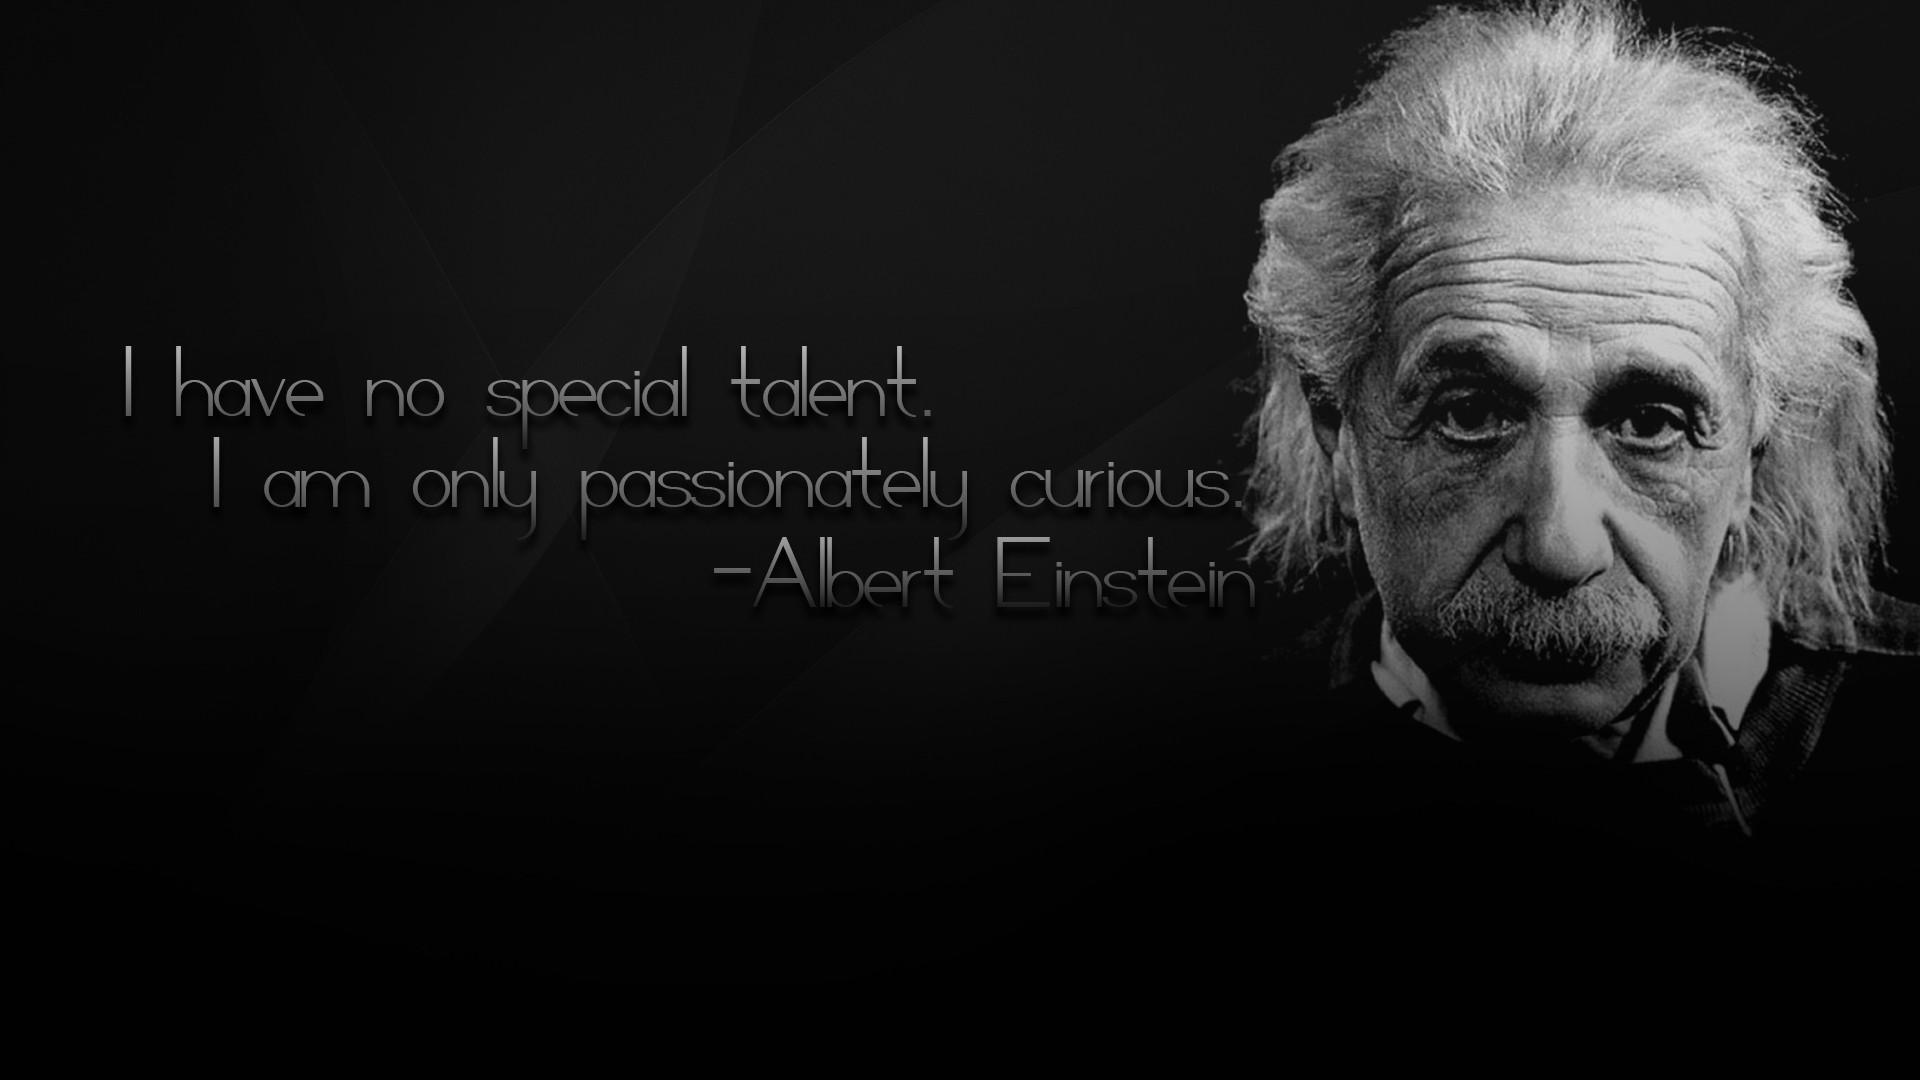 I have no special talent.
I am only passionately curious.
-Albert Einstein